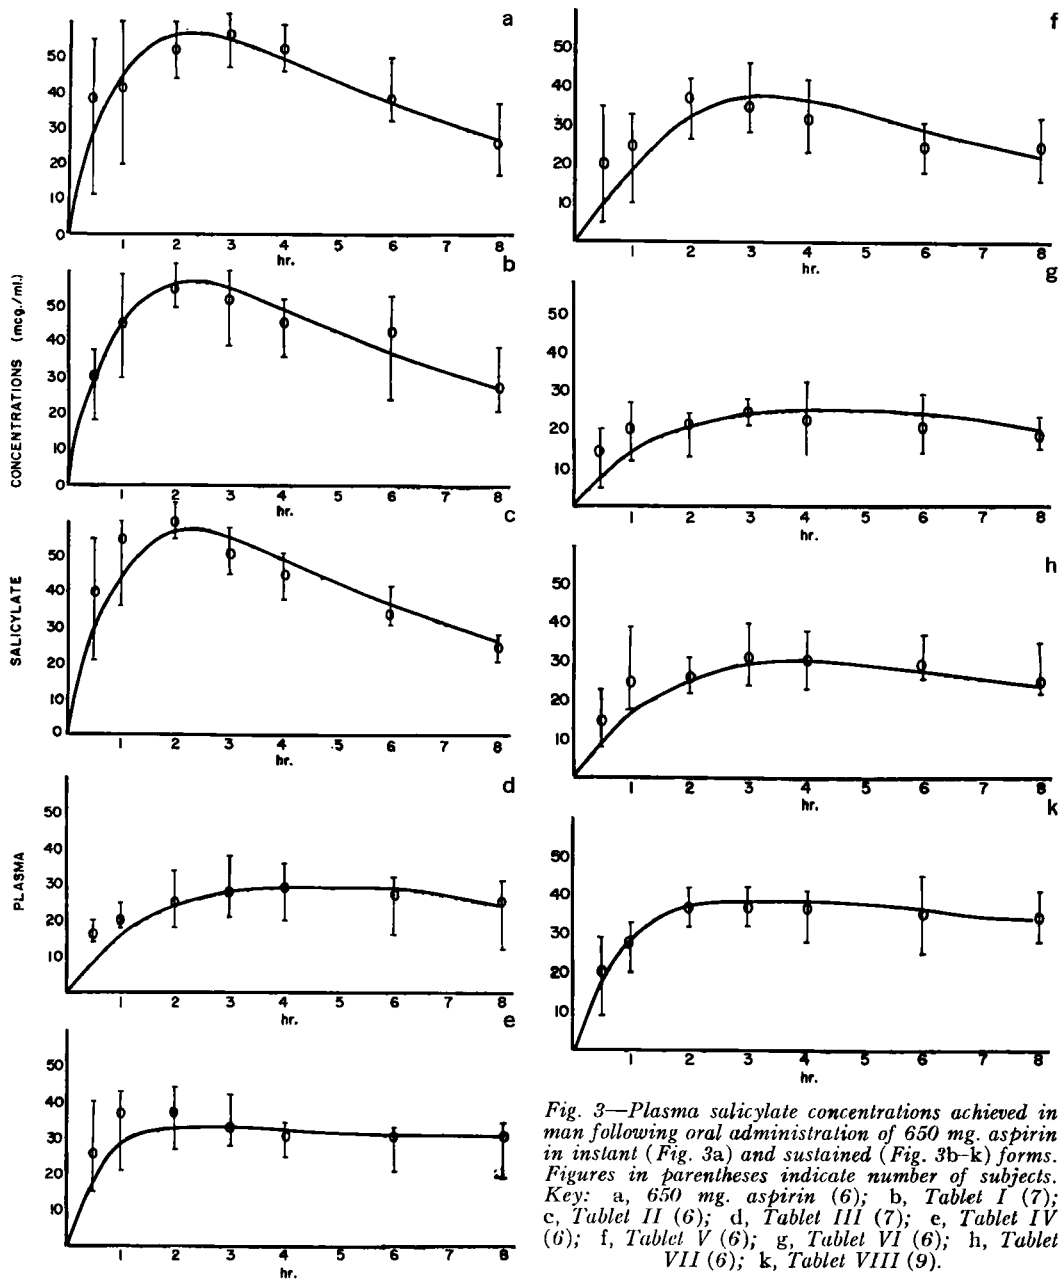 a
50
40
30
20
10
0
1 2 3 4 5 6 7 8
hr.
b
50
40
30
20
10
0
1 2 3 4 5 6 7 8
hr.
c
50
40
30
20
10
0
1 2 3 4 .5 6 7 8
hr.
d
50
40
30
20
10
1 2 3 4 5 6 7 8
hr.
e
50
40
30
20
10
1 2 3 4 5 6 7 8
hr.
PLASMA SALICYLATE CONCENTRATIONS (mcg./ml.)
f
50
40
30
20
10
1 2 3 4 5 6 7 8
hr.
g
50
40
30
20
10
1 2 3 4 5 6 7 8
hr.
h
50
40
30
20
10
1 2 3 4 5 6 7 8
hr.
k
50
40
30
20
10
1 2 3 4 5 6 7 8
hr.
Fig. 3—Plasma salicylate concentrations achieved in
man following oral administration of 650 mg. aspirin
in instant (Fig. 3a) and sustained (Fig. 3b–k) forms.
Figures in parentheses indicate number of subjects.
Key: a, 650 mg. aspirin (6); b, Tablet I (7);
c, Tablet II (6); d, Tablet III (7); e, Tablet IV
(6); f, Tablet V (6); g, Tablet VI (6); h, Tablet
VII (6); k, Tablet VIII (9).